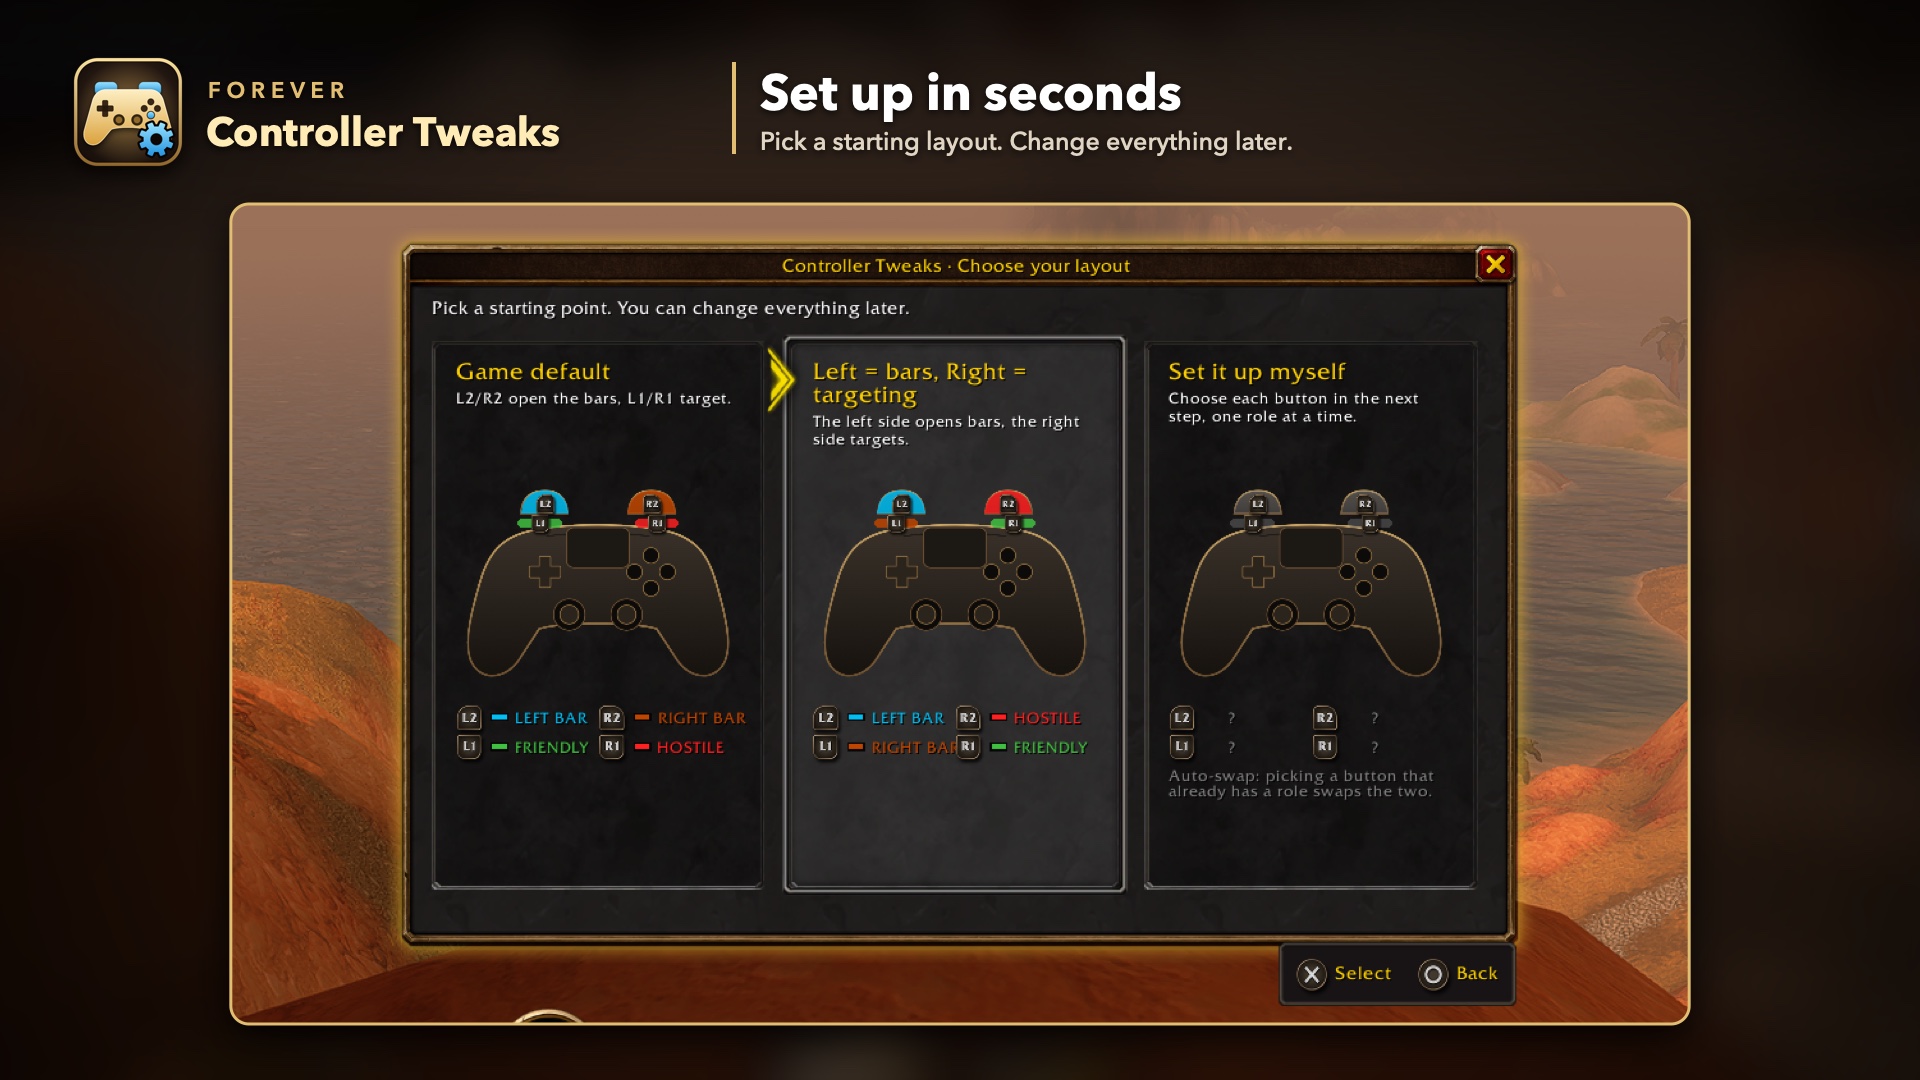 FOREVER
Controller Tweaks
Set up in seconds
Pick a starting layout. Change everything later.
Controller Tweaks · Choose your layout
Pick a starting point. You can change everything later.
Game default
L2/R2 open the bars, L1/R1 target.
L2 R2
L1 R1
L2 LEFT BAR R2 RIGHT BAR
L1 FRIENDLY R1 HOSTILE
Left = bars, Right =
targeting
The left side opens bars, the right
side targets.
L2 R2
L1 R1
L2 LEFT BAR R2 HOSTILE
L1 RIGHT BAR R1 FRIENDLY
Set it up myself
Choose each button in the next
step, one role at a time.
L2 R2
L1 R1
L2 ? R2 ?
L1 ? R1 ?
Auto-swap: picking a button that
already has a role swaps the two.
Select Back